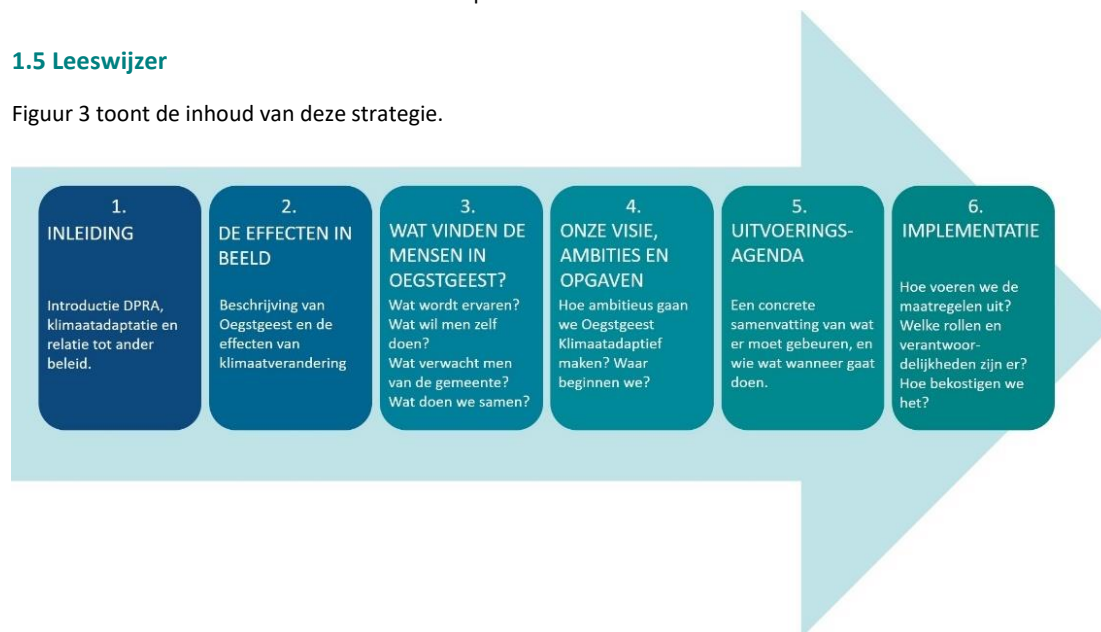 1.5 Leeswijzer
Figuur 3 toont de inhoud van deze strategie.
1.
INLEIDING
Introductie DPRA,
klimaatadaptatie en
relatie tot ander
beleid.
2.
DE EFFECTEN IN
BEELD
Beschrijving van
Oegstgeest en de
effecten van
klimaatverandering
3.
WAT VINDEN DE
MENSEN IN
OEGSTGEEST?
Wat wordt ervaren?
Wat wil men zelf
doen?
Wat verwacht men
van de gemeente?
Wat doen we samen?
4.
ONZE VISIE,
AMBITIES EN
OPGAVEN
Hoe ambitieus gaan
we Oegstgeest
Klimaatadaptief
maken? Waar
beginnen we?
5.
UITVOERINGS-
AGENDA
Een concrete
samenvatting van wat
er moet gebeuren, en
wie wat wanneer gaat
doen.
6.
IMPLEMENTATIE
Hoe voeren we de
maatregelen uit?
Welke rollen en
verantwoor-
delijkheden zijn er?
Hoe bekostigen we
het?